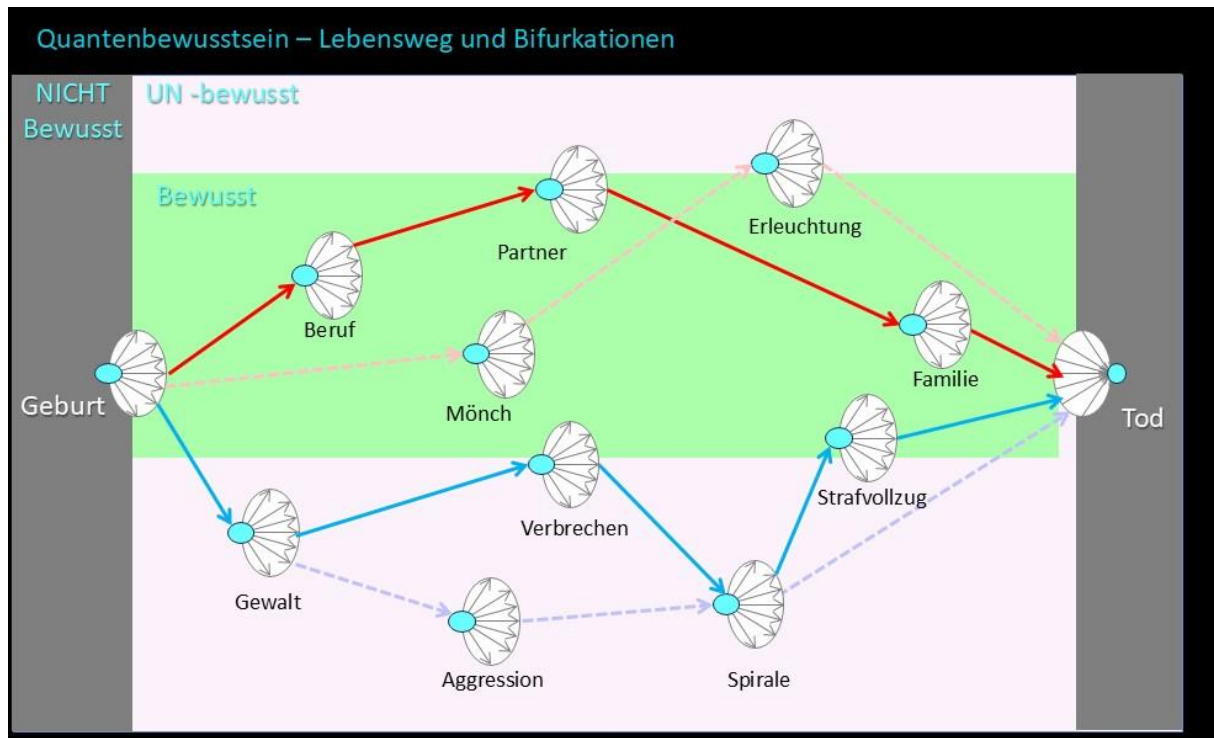 Quantenbewusstsein – Lebensweg und Bifurkationen
NICHT
Bewusst
UN -bewusst
Bewusst
Erleuchtung
Partner
Beruf
Familie
Geburt
Mönch
Tod
Strafvollzug
Verbrechen
Gewalt
Aggression
Spirale